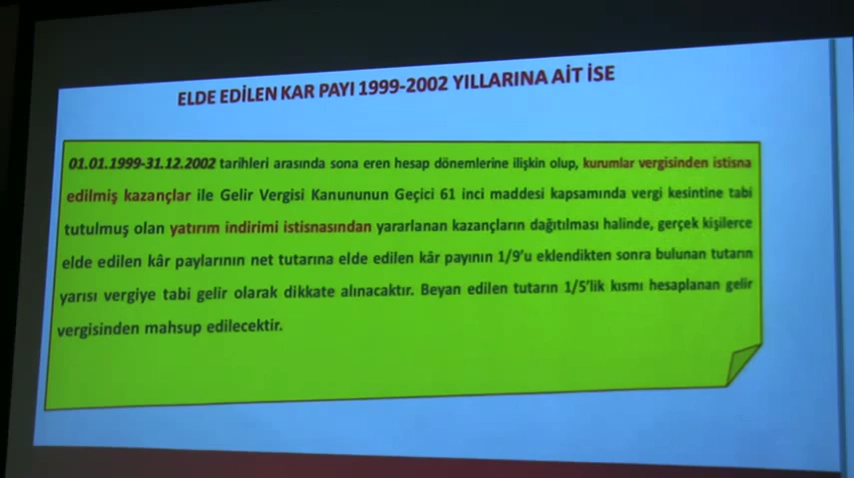 ELDE EDİLEN KAR PAYI 1999-2002 YILLARINA AİT İSE
01.01.1999-31.12.2002 tarihleri arasında sona eren hesap dönemlerine ilişkin olup, kurumlar vergisinden istisna
edilmiş kazançlar ile Gelir Vergisi Kanununun Geçici 61 inci maddesi kapsamında vergi kesintine tabi
tutulmuş olan yatırım indirimi istisnasından yararlanan kazançların dağıtılması halinde, gerçek kişilerce
elde edilen kâr paylarının net tutarına elde edilen kâr payının 1/9’u eklendikten sonra bulunan tutarın
yarısı vergiye tabi gelir olarak dikkate alınacaktır. Beyan edilen tutarın 1/5’lik kısmı hesaplanan gelir
vergisinden mahsup edilecektir.